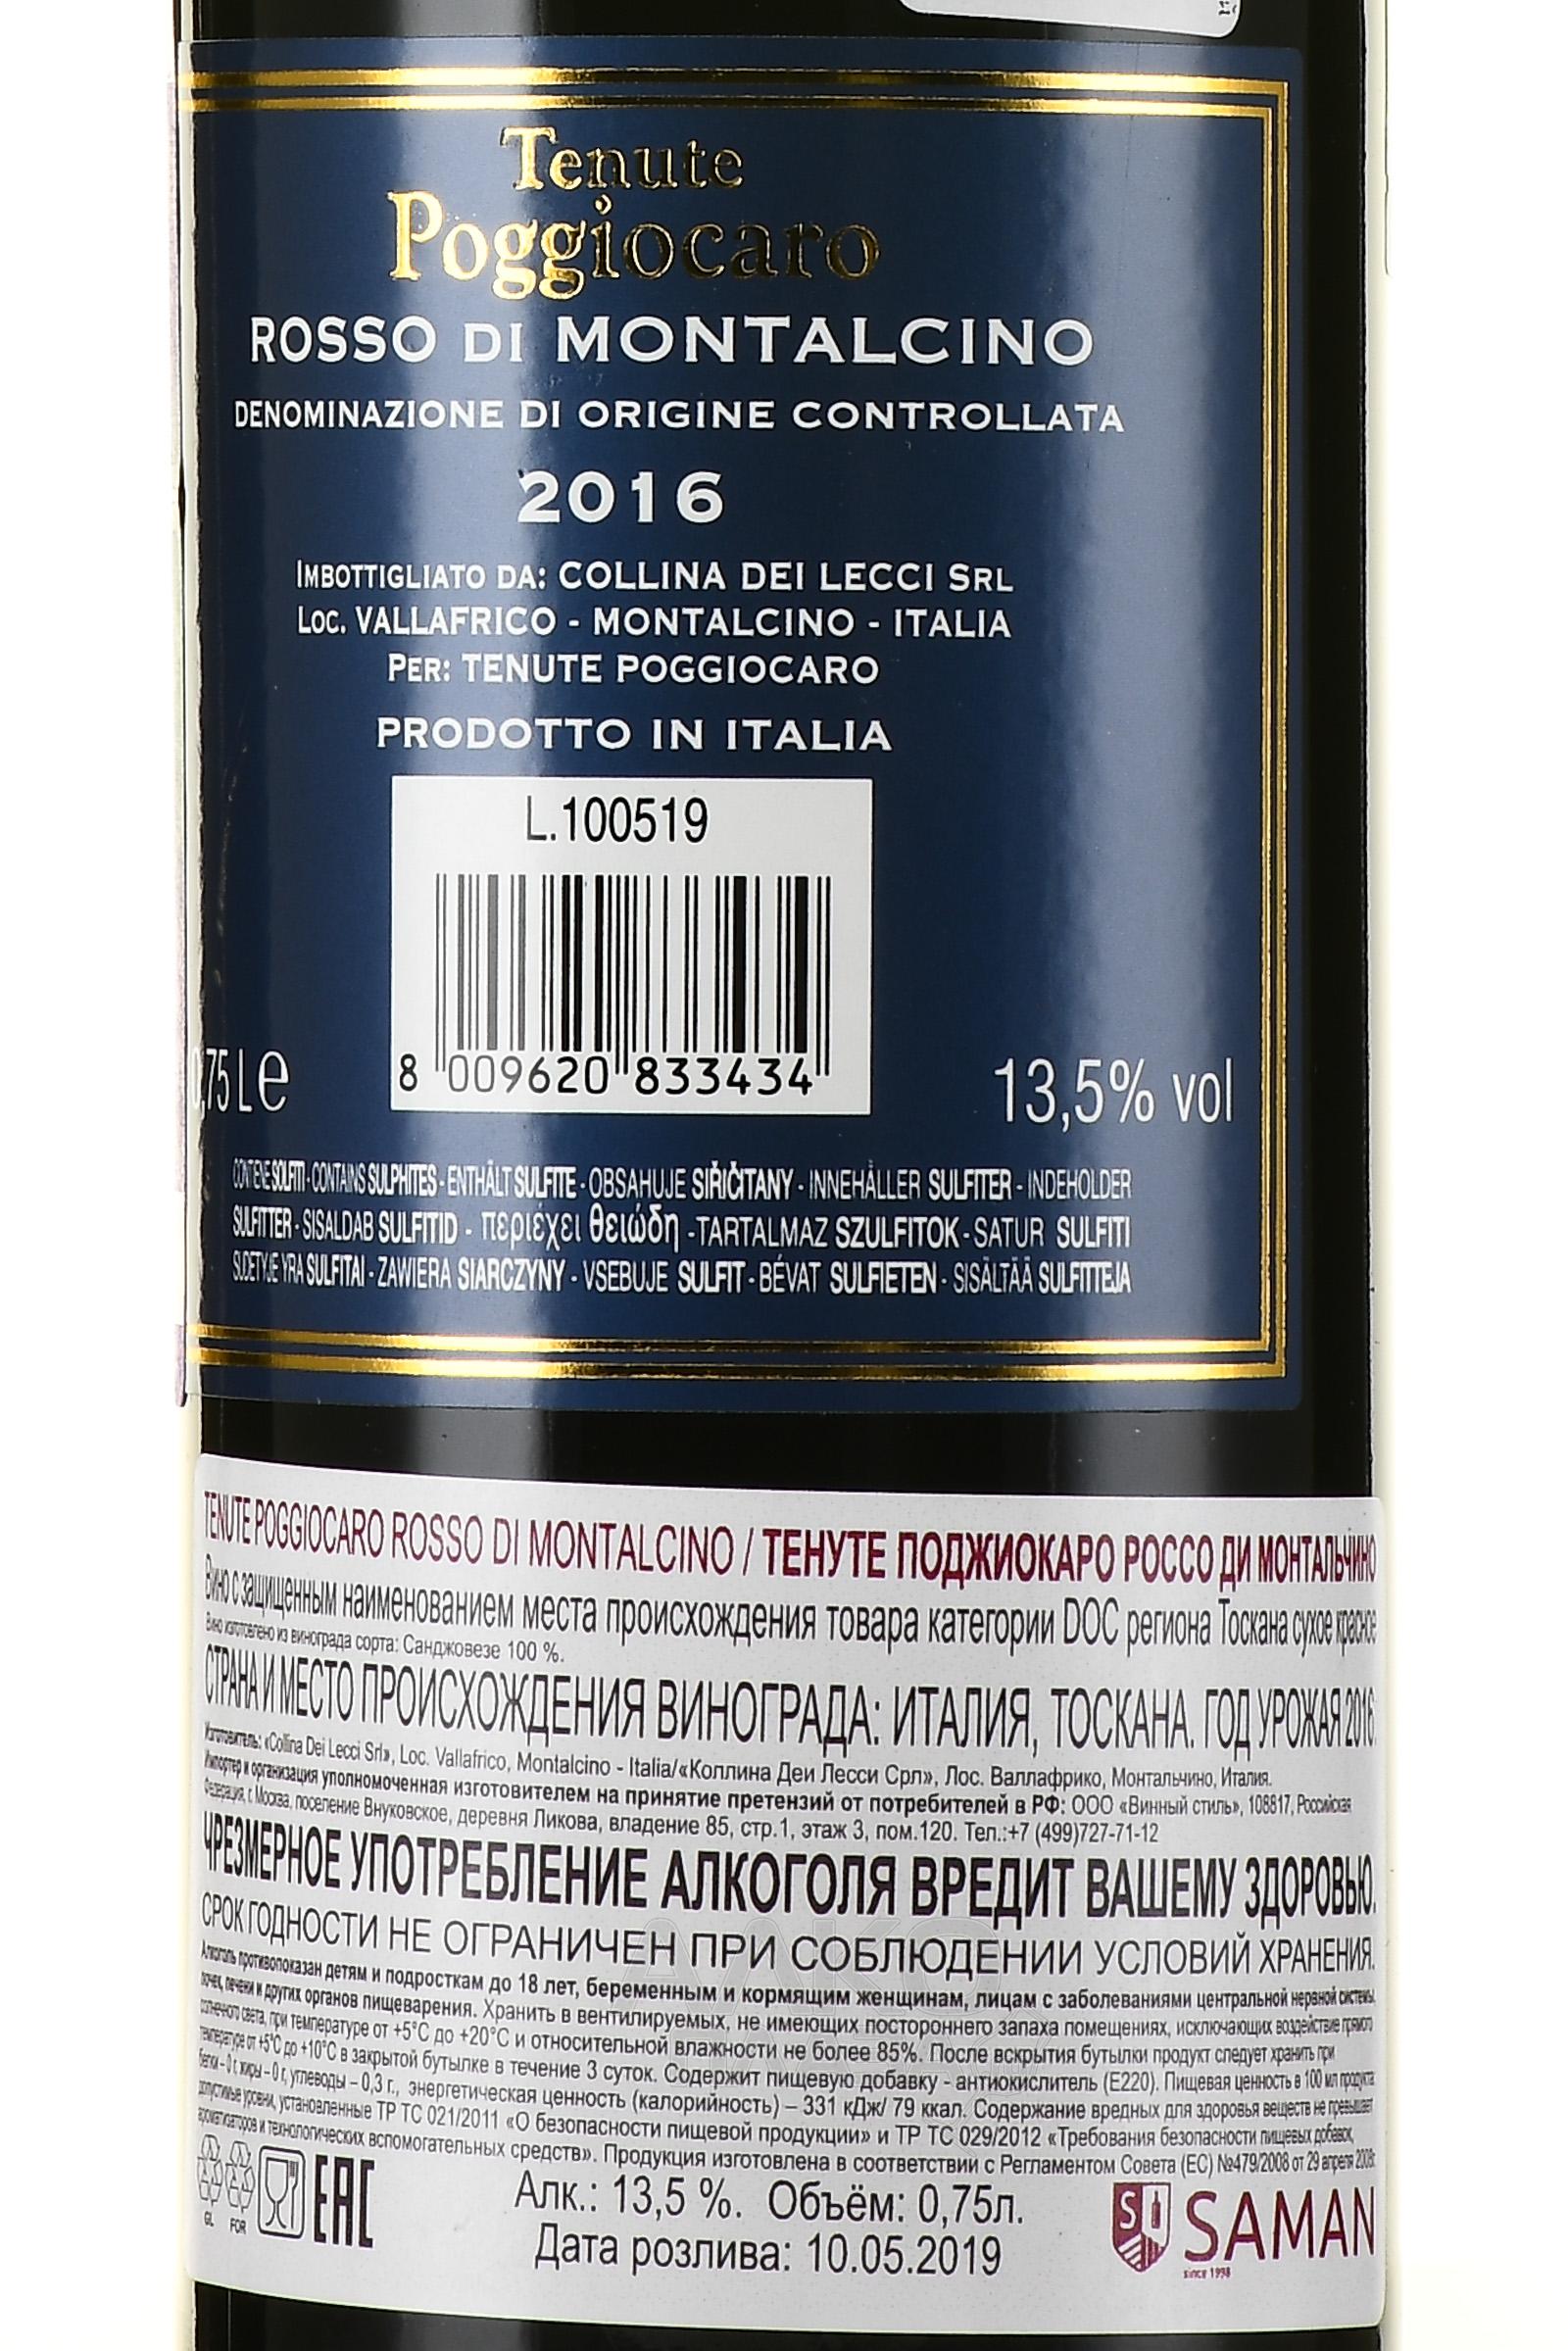 Tenute
Poggiocaro
ROSSO DI MONTALCINO
DENOMINAZIONE DI ORIGINE CONTROLLATA
2016
IMBOTTIGLIATO DA: COLLINA DEI LECCI SRL
LOC. VALLAFRICO - MONTALCINO - ITALIA
PER: TENUTE POGGIOCARO
PRODOTTO IN ITALIA
L.100519
8 009620 833434
0,75 L e
13,5% vol
CONTIENE SOLFITI - CONTAINS SULPHITES - ENTHÄLT SULFITE - OBSAHUJE SIŘIČITANY - INNEHÅLLER SULFITER - INDEHOLDER
SULFITTER - SISALDAB SULFITID - περιέχει θειώδη - TARTALMAZ SZULFITOK - SATUR SULFITI
SUDETYJE YRA SULFITAI - ZAWIERA SIARCZYNY - VSEBUJE SULFIT - BÉVAT SULFIETEN - SISÄLTÄÄ SULFITTEJA
TENUTE POGGIOCARO ROSSO DI MONTALCINO / ТЕНУТЕ ПОДЖИОКАРО РОССО ДИ МОНТАЛЬЧИНО
Вино с защищенным наименованием места происхождения товара категории DOC региона Тоскана сухое красное
Вино изготовлено из винограда сорта: Санджовезе 100 %.
СТРАНА И МЕСТО ПРОИСХОЖДЕНИЯ ВИНОГРАДА: ИТАЛИЯ, ТОСКАНА. ГОД УРОЖАЯ 2016.
Изготовитель: «Collina Dei Lecci Srl», Loc. Vallafrico, Montalcino - Italia/«Коллина Деи Лесси Срл», Лос. Валлафрико, Монтальчино, Италия.
Импортер и организация уполномоченная изготовителем на принятие претензий от потребителей в РФ: ООО «Винный стиль», 108817, Российская
Федерация, г. Москва, поселение Внуковское, деревня Ликова, владение 85, стр.1, этаж 3, пом.120. Тел.:+7 (499)727-71-12
ЧРЕЗМЕРНОЕ УПОТРЕБЛЕНИЕ АЛКОГОЛЯ ВРЕДИТ ВАШЕМУ ЗДОРОВЬЮ.
СРОК ГОДНОСТИ НЕ ОГРАНИЧЕН ПРИ СОБЛЮДЕНИИ УСЛОВИЙ ХРАНЕНИЯ.
Алкоголь противопоказан детям и подросткам до 18 лет, беременным и кормящим женщинам, лицам с заболеваниями центральной нервной системы,
почек, печени и других органов пищеварения. Хранить в вентилируемых, не имеющих постороннего запаха помещениях, исключающих воздействие прямого
солнечного света, при температуре от +5°С до +20°С и относительной влажности не более 85%. После вскрытия бутылки продукт следует хранить при
температуре от +5°С до +10°С в закрытой бутылке в течение 3 суток. Содержит пищевую добавку - антиокислитель (Е220). Пищевая ценность в 100 мл продукта:
белки – 0 г, жиры – 0 г, углеводы – 0,3 г., энергетическая ценность (калорийность) – 331 кДж/ 79 ккал. Содержание вредных для здоровья веществ не превышает
допустимые уровни, установленные ТР ТС 021/2011 «О безопасности пищевой продукции» и ТР ТС 029/2012 «Требования безопасности пищевых добавок,
ароматизаторов и технологических вспомогательных средств». Продукция изготовлена в соответствии с Регламентом Совета (ЕС) №479/2008 от 29 апреля 2008г.
GL FOR EAC
Алк.: 13,5 %. Объём: 0,75л.
Дата розлива: 10.05.2019
SAMAN
since 1998